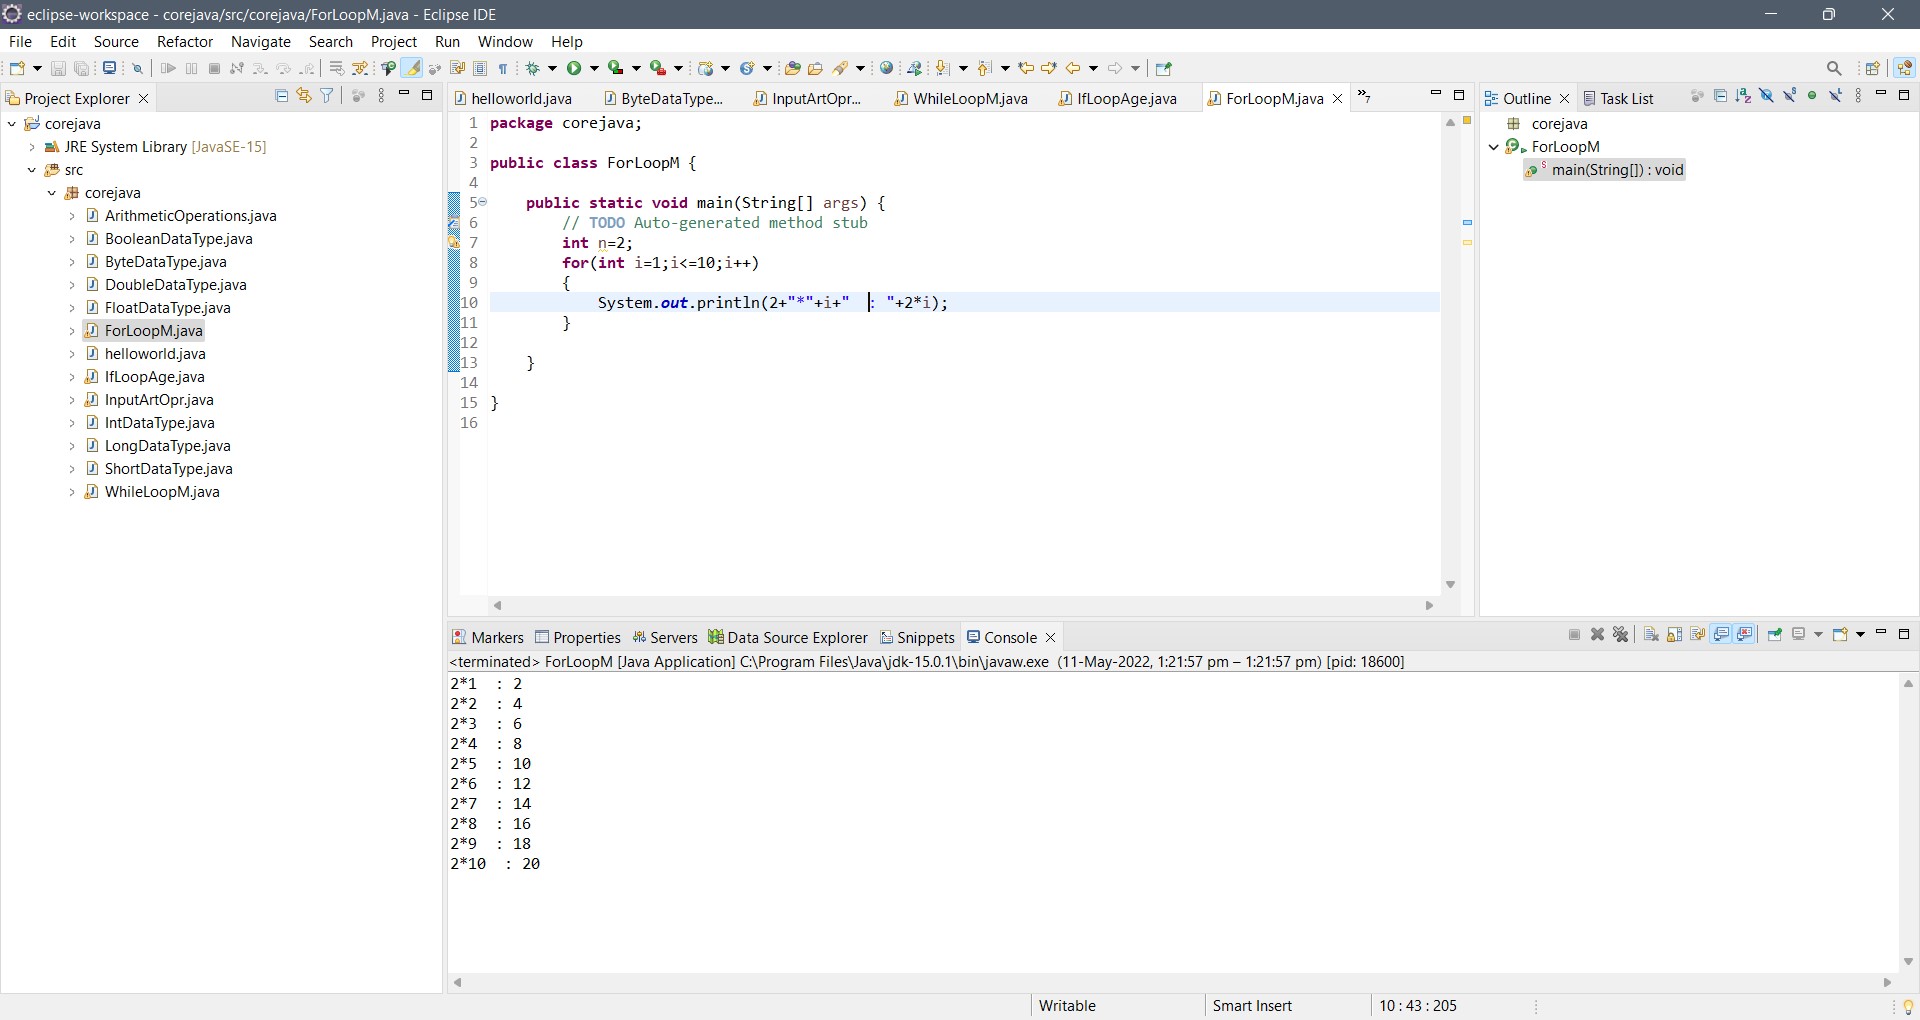 eclipse-workspace - corejava/src/corejava/ForLoopM.java - Eclipse IDE
File Edit Source Refactor Navigate Search Project Run Window Help
Project Explorer
corejava
JRE System Library [JavaSE-15]
src
corejava
ArithmeticOperations.java
BooleanDataType.java
ByteDataType.java
DoubleDataType.java
FloatDataType.java
ForLoopM.java
helloworld.java
IfLoopAge.java
InputArtOpr.java
IntDataType.java
LongDataType.java
ShortDataType.java
WhileLoopM.java
helloworld.java ByteDataType... InputArtOpr... WhileLoopM.java IfLoopAge.java ForLoopM.java »7
1 package corejava;
2
3 public class ForLoopM {
4
5 public static void main(String[] args) {
6 // TODO Auto-generated method stub
7 int n=2;
8 for(int i=1;i<=10;i++)
9 {
10 System.out.println(2+"*"+i+"  : "+2*i);
11 }
12
13 }
14
15 }
16
Outline Task List
corejava
ForLoopM
main(String[]) : void
Markers Properties Servers Data Source Explorer Snippets Console
<terminated> ForLoopM [Java Application] C:\Program Files\Java\jdk-15.0.1\bin\javaw.exe (11-May-2022, 1:21:57 pm – 1:21:57 pm) [pid: 18600]
2*1  : 2
2*2  : 4
2*3  : 6
2*4  : 8
2*5  : 10
2*6  : 12
2*7  : 14
2*8  : 16
2*9  : 18
2*10  : 20
Writable Smart Insert 10 : 43 : 205